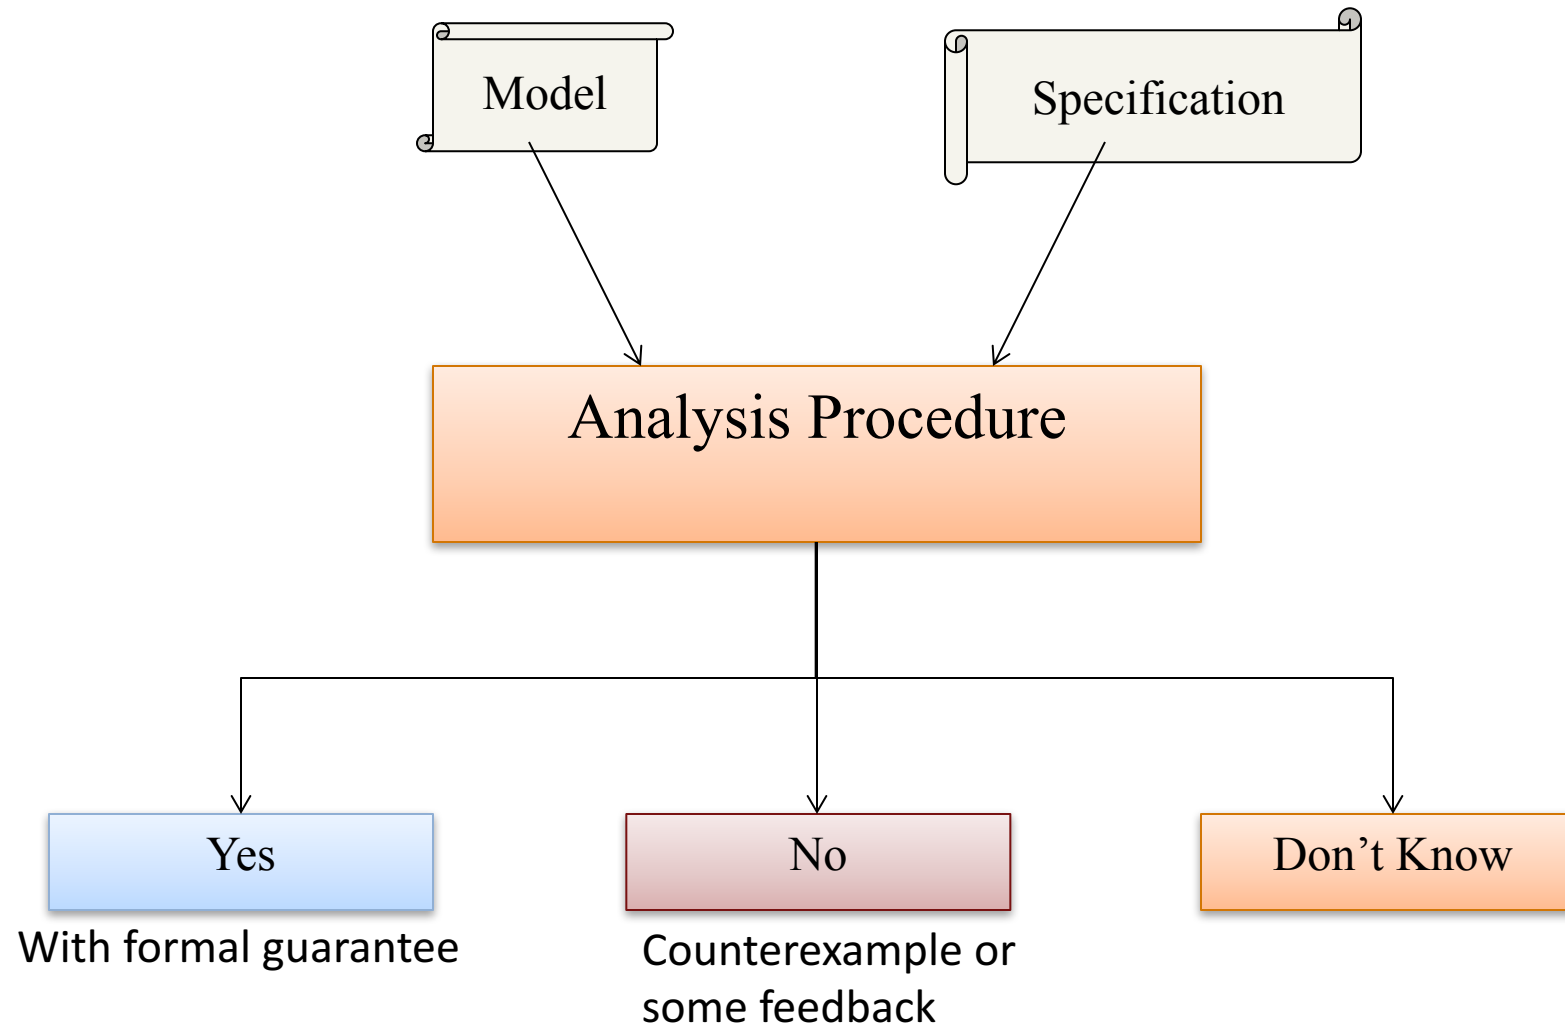 Model
Specification
Analysis Procedure
Yes
No
Don’t Know
With formal guarantee
Counterexample or
some feedback